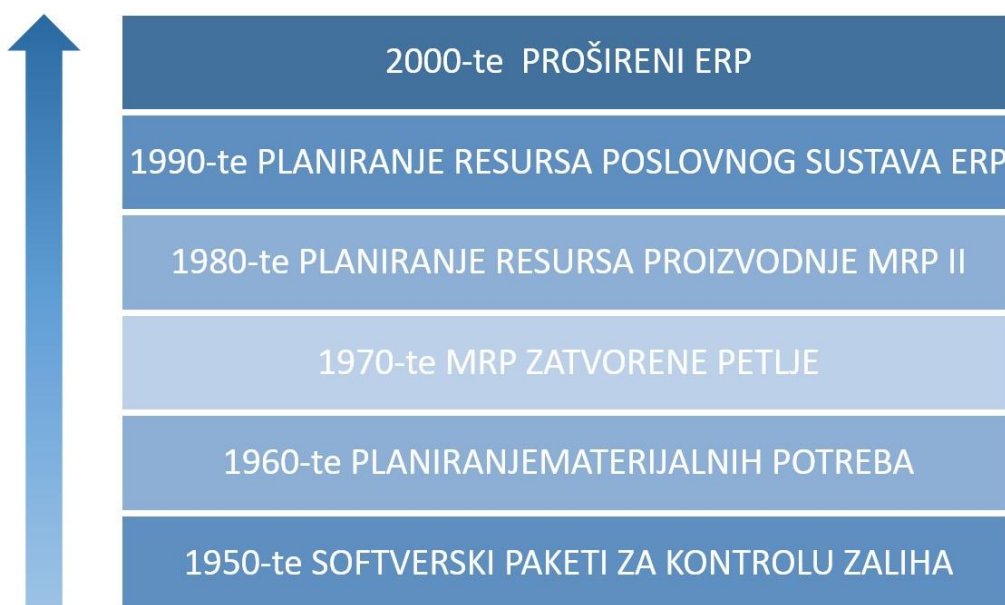 2000-te PROŠIRENI ERP
1990-te PLANIRANJE RESURSA POSLOVNOG SUSTAVA ERP
1980-te PLANIRANJE RESURSA PROIZVODNJE MRP II
1970-te MRP ZATVORENE PETLJE
1960-te PLANIRANJEMATERIJALNIH POTREBA
1950-te SOFTVERSKI PAKETI ZA KONTROLU ZALIHA